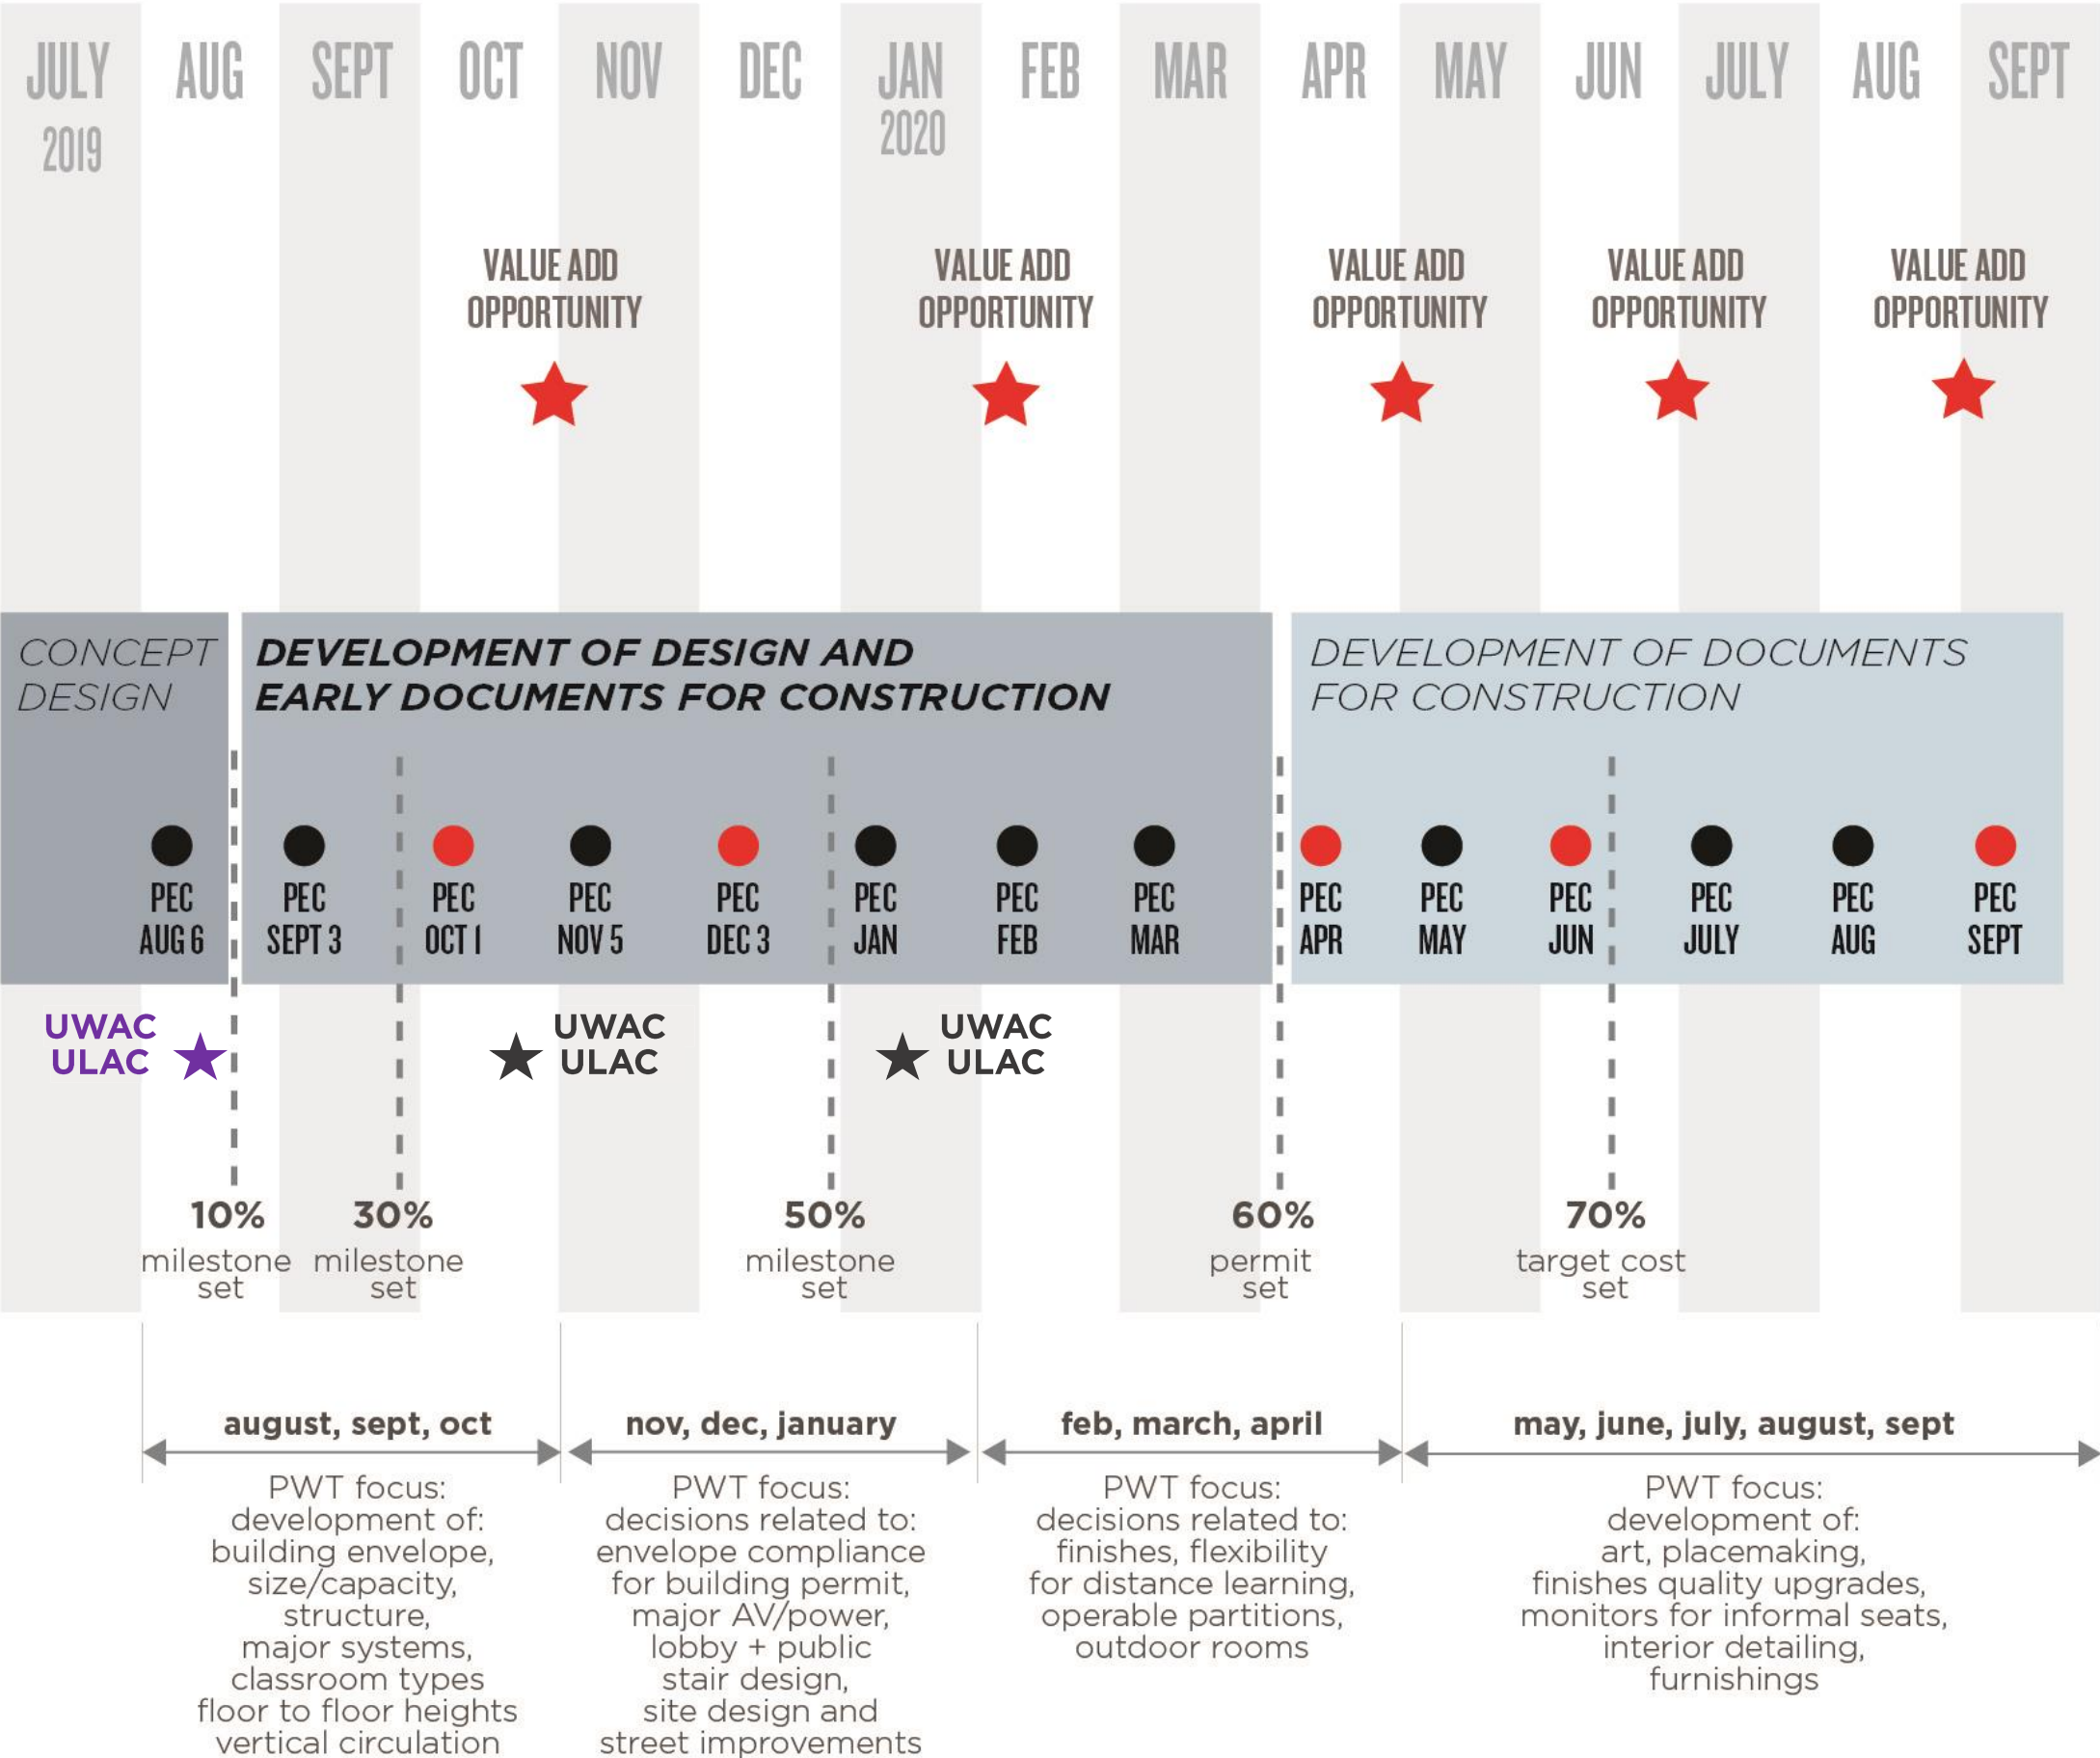 JULY AUG SEPT OCT NOV DEC JAN FEB MAR APR MAY JUN JULY AUG SEPT
2019 2020
VALUE ADD
OPPORTUNITY
VALUE ADD
OPPORTUNITY
VALUE ADD
OPPORTUNITY
VALUE ADD
OPPORTUNITY
VALUE ADD
OPPORTUNITY
CONCEPT
DESIGN
DEVELOPMENT OF DESIGN AND
EARLY DOCUMENTS FOR CONSTRUCTION
DEVELOPMENT OF DOCUMENTS
FOR CONSTRUCTION
PEC
AUG 6
PEC
SEPT 3
PEC
OCT 1
PEC
NOV 5
PEC
DEC 3
PEC
JAN
PEC
FEB
PEC
MAR
PEC
APR
PEC
MAY
PEC
JUN
PEC
JULY
PEC
AUG
PEC
SEPT
UWAC
ULAC
UWAC
ULAC
UWAC
ULAC
10%
milestone
set
30%
milestone
set
50%
milestone
set
60%
permit
set
70%
target cost
set
august, sept, oct
PWT focus:
development of:
building envelope,
size/capacity,
structure,
major systems,
classroom types
floor to floor heights
vertical circulation
nov, dec, january
PWT focus:
decisions related to:
envelope compliance
for building permit,
major AV/power,
lobby + public
stair design,
site design and
street improvements
feb, march, april
PWT focus:
decisions related to:
finishes, flexibility
for distance learning,
operable partitions,
outdoor rooms
may, june, july, august, sept
PWT focus:
development of:
art, placemaking,
finishes quality upgrades,
monitors for informal seats,
interior detailing,
furnishings